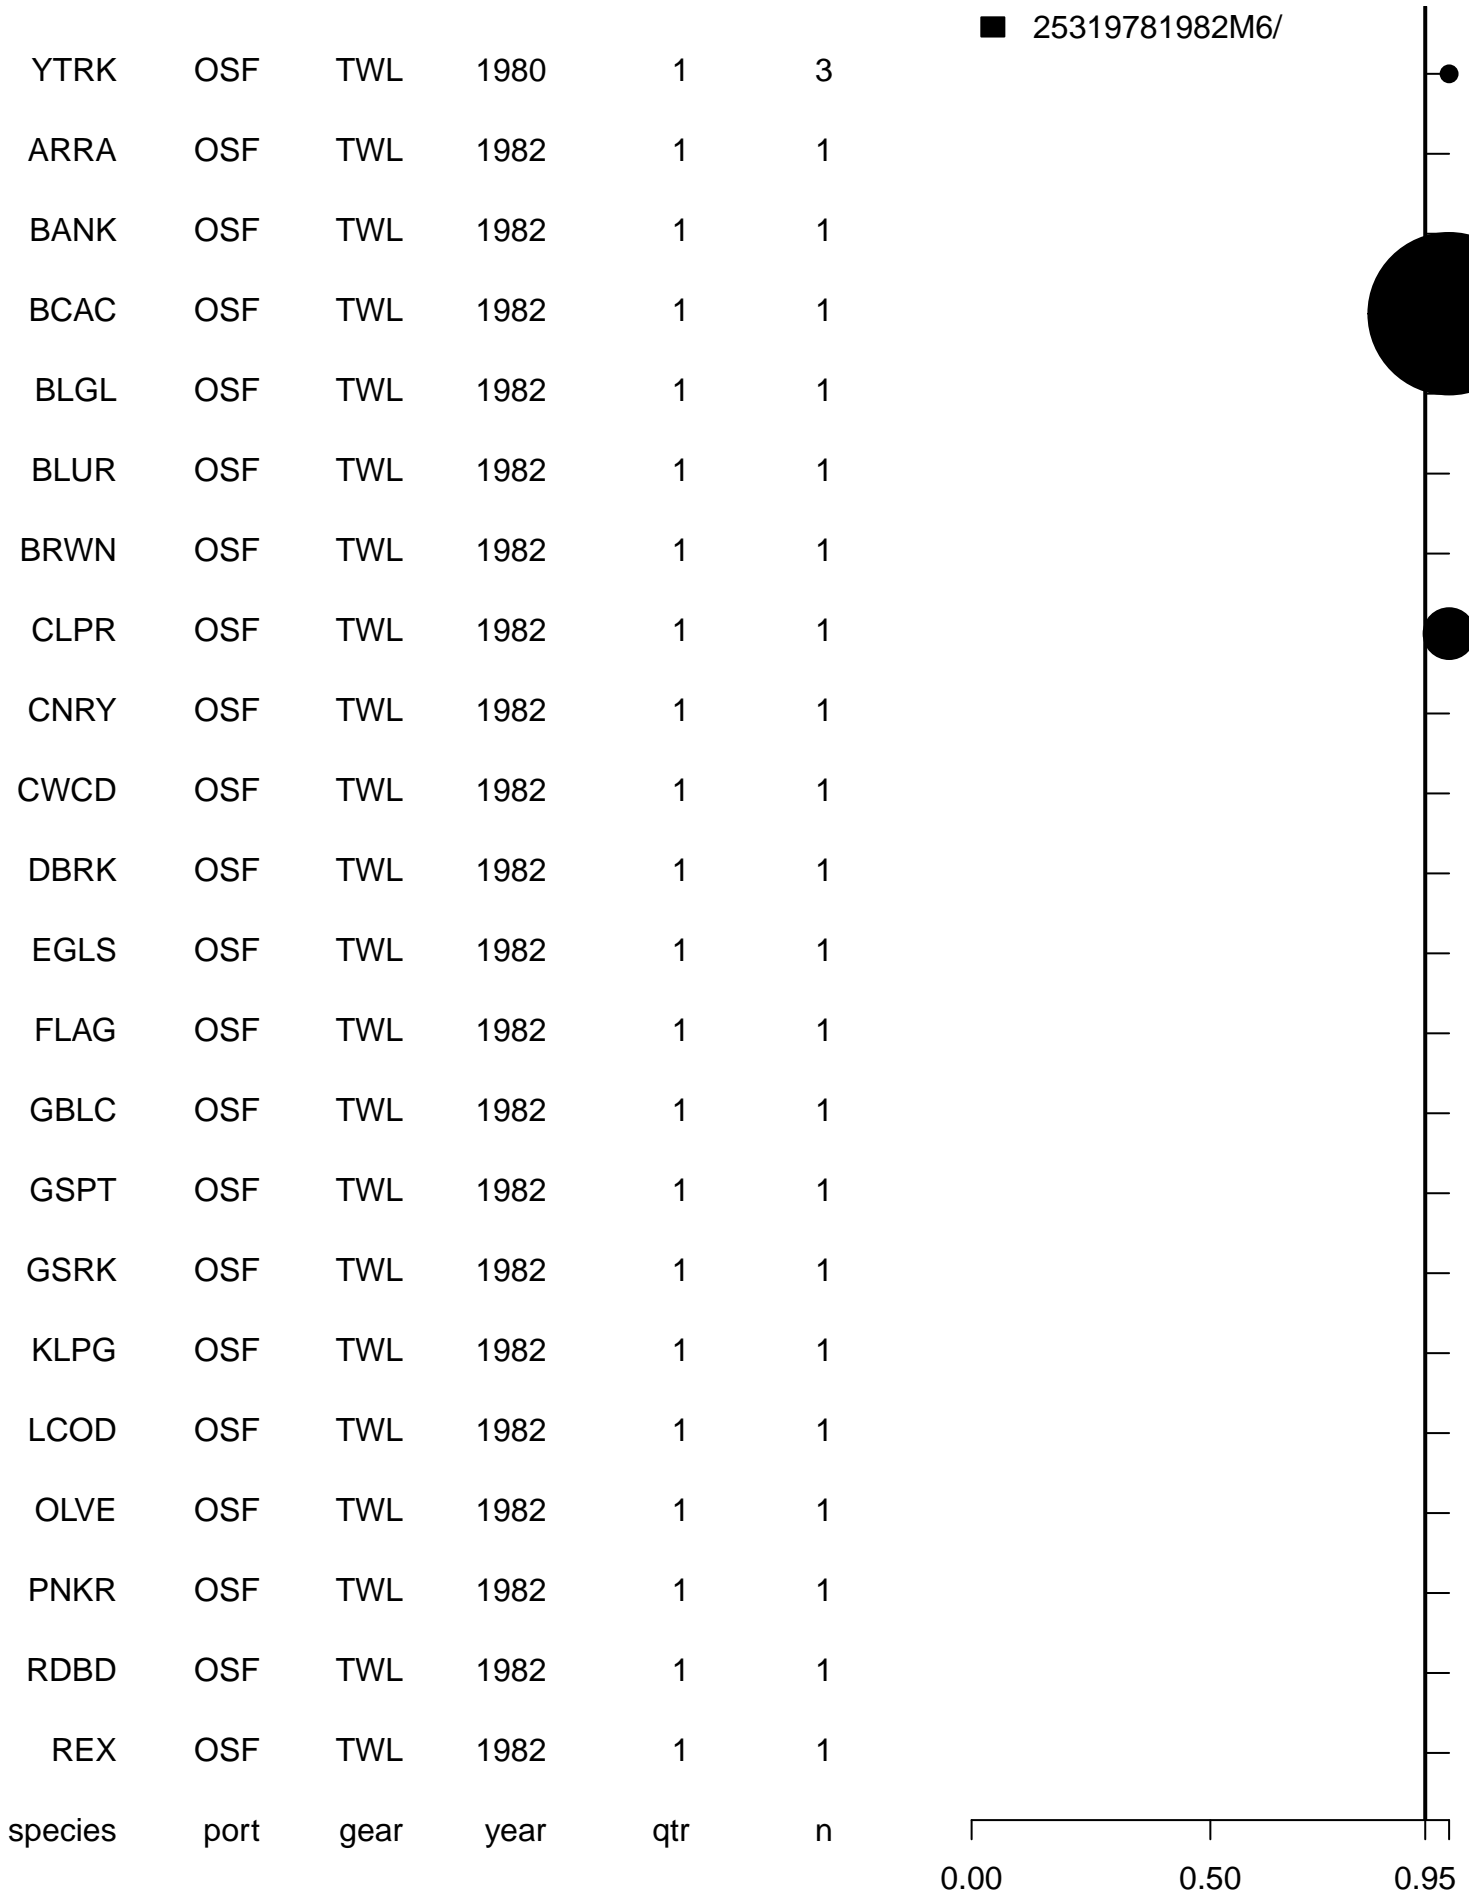 25319781982M6/
YTRK OSF TWL 1980 1 3
ARRA OSF TWL 1982 1 1
BANK OSF TWL 1982 1 1
BCAC OSF TWL 1982 1 1
BLGL OSF TWL 1982 1 1
BLUR OSF TWL 1982 1 1
BRWN OSF TWL 1982 1 1
CLPR OSF TWL 1982 1 1
CNRY OSF TWL 1982 1 1
CWCD OSF TWL 1982 1 1
DBRK OSF TWL 1982 1 1
EGLS OSF TWL 1982 1 1
FLAG OSF TWL 1982 1 1
GBLC OSF TWL 1982 1 1
GSPT OSF TWL 1982 1 1
GSRK OSF TWL 1982 1 1
KLPG OSF TWL 1982 1 1
LCOD OSF TWL 1982 1 1
OLVE OSF TWL 1982 1 1
PNKR OSF TWL 1982 1 1
RDBD OSF TWL 1982 1 1
REX OSF TWL 1982 1 1
species port gear year qtr n
0.00 0.50 0.95